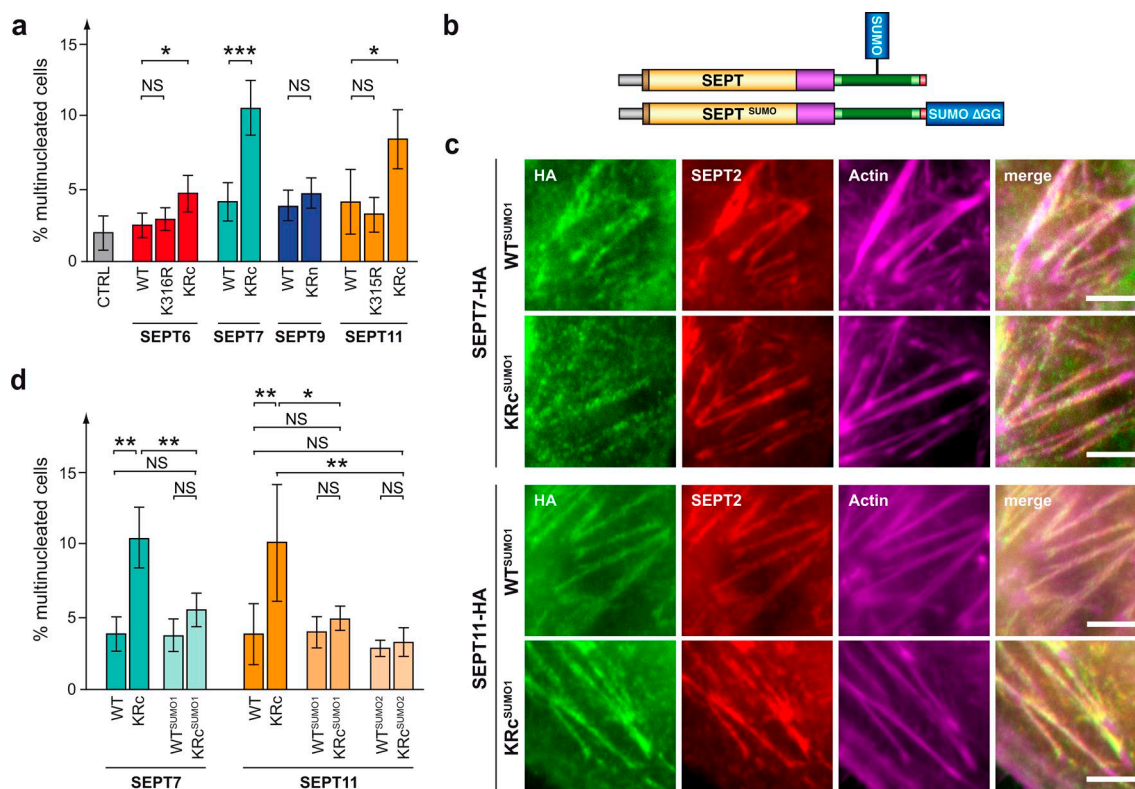 a
15
10
5
0
% multinucleated cells
* *** *
NS NS NS
CTRL
WT
K316R
KRc
WT
KRc
WT
KRn
WT
K315R
KRc
SEPT6 SEPT7 SEPT9 SEPT11
b
SUMO
SEPT
SEPT SUMO SUMO ΔGG
c
HA SEPT2 Actin merge
SEPT7-HA
WT^SUMO1
KRc^SUMO1
HA SEPT2 Actin merge
SEPT11-HA
WT^SUMO1
KRc^SUMO1
d
15
10
5
0
% multinucleated cells
** *
NS
NS
** **
NS **
NS NS NS
WT
KRc
WT^SUMO1
KRc^SUMO1
WT
KRc
WT^SUMO1
KRc^SUMO1
WT^SUMO2
KRc^SUMO2
SEPT7 SEPT11